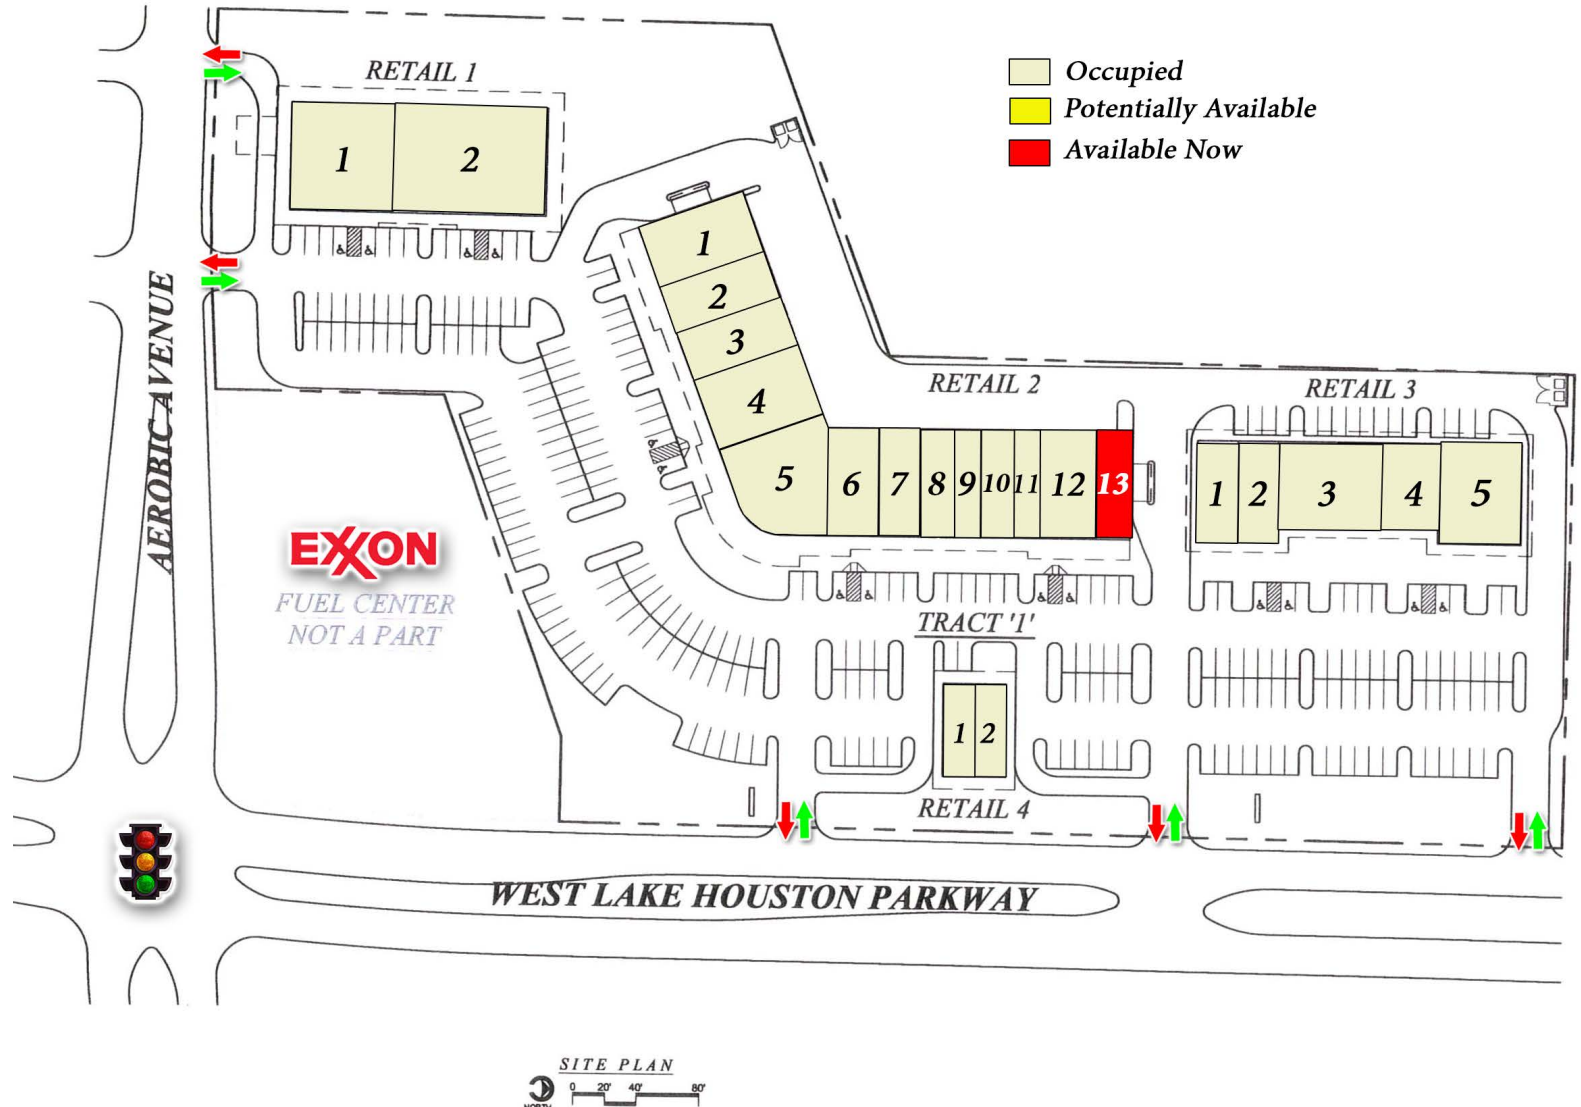 RETAIL 1
Occupied
Potentially Available
Available Now
1 2
1
2
3
4
5 6 7 8 9 10 11 12 13
RETAIL 2
RETAIL 3
1 2 3 4 5
AEROBIC AVENUE
EXXON
FUEL CENTER
NOT A PART
TRACT '1'
1 2
RETAIL 4
WEST LAKE HOUSTON PARKWAY
SITE PLAN
0 20' 40' 80'
NORTH